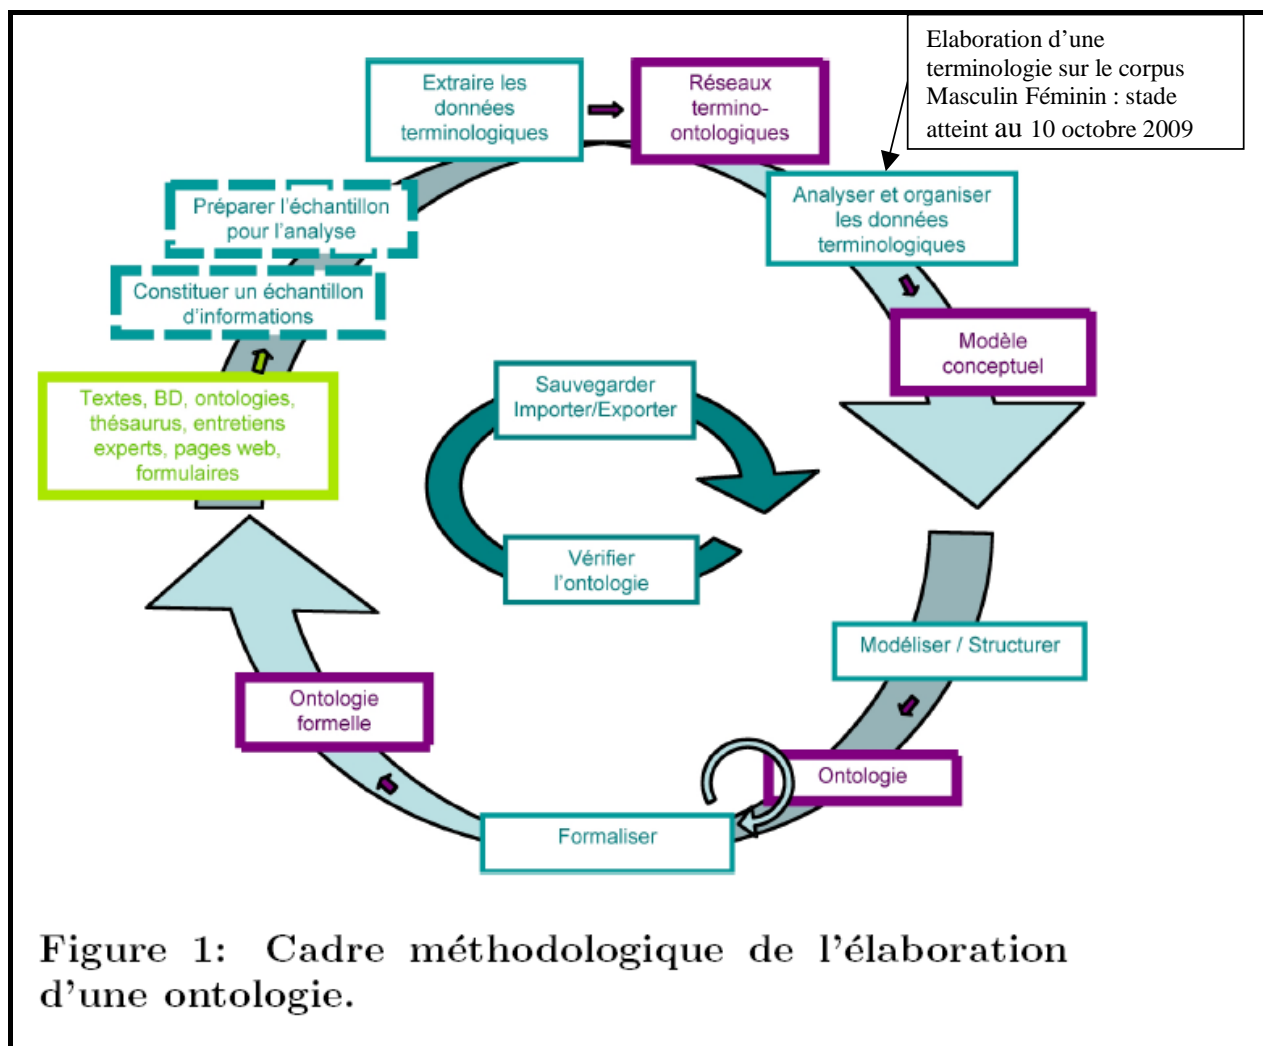 Elaboration d’une
terminologie sur le corpus
Masculin Féminin : stade
atteint au 10 octobre 2009
Extraire les
données
terminologiques
Réseaux
termino-
ontologiques
Préparer l’échantillon
pour l’analyse
Analyser et organiser
les données
terminologiques
Constituer un échantillon
d’informations
Modèle
conceptuel
Textes, BD, ontologies,
thésaurus, entretiens
experts, pages web,
formulaires
Sauvegarder
Importer/Exporter
Vérifier
l’ontologie
Modéliser / Structurer
Ontologie
formelle
Ontologie
Formaliser
Figure 1: Cadre méthodologique de l’élaboration
d’une ontologie.